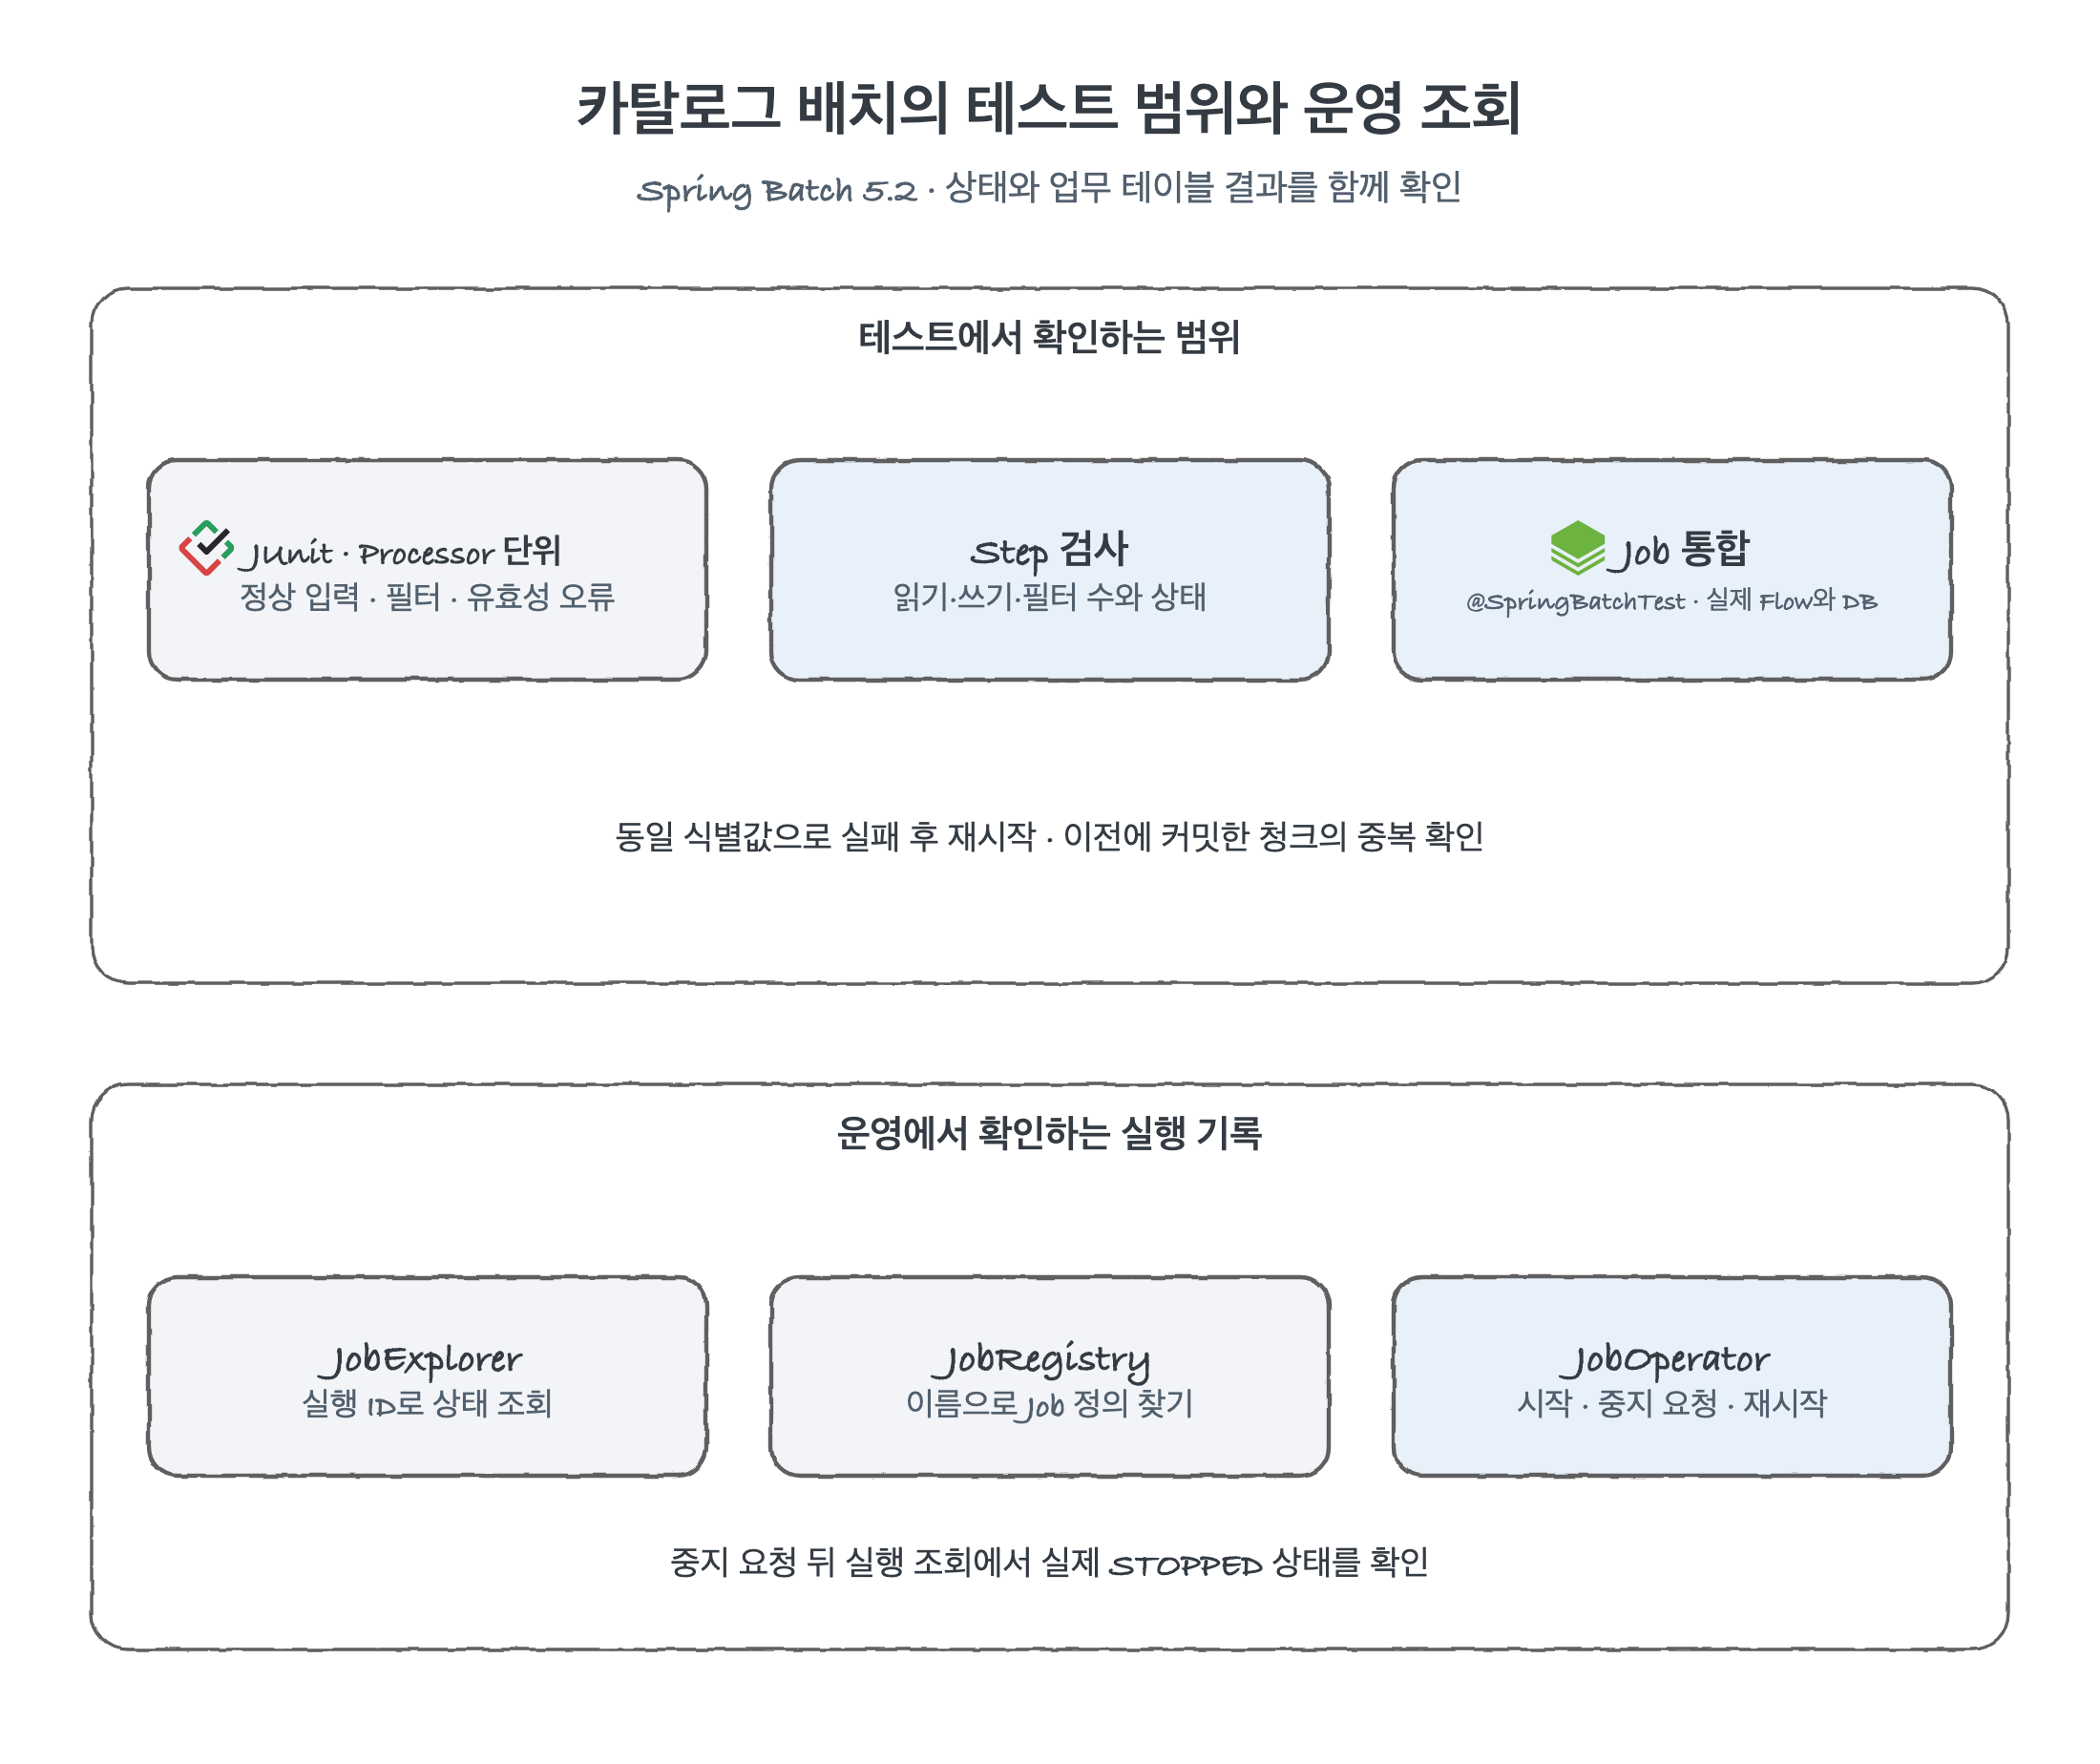 가탈로그 배치의 테스트 범위와 운영 조회
Spring Batch 5.2 · 상태와 업무 테이블 결과를 함께 확인
테스트에서 확인하는 범위
JUnit · Processor 단위
정상 입력 · 필터 · 유효성 오류
Step 검사
읽기·쓰기·필터 수와 상태
Job 통합
@SpringBatchTest · 실제 Flow와 DB
동일 식별값으로 실패 후 재시작 · 이전에 커밋한 청크의 중복 확인
운영에서 확인하는 실행 기록
JobExplorer
실행 ID로 상태 조회
JobRegistry
이름으로 Job 정의 찾기
JobOperator
시작 · 중지 요청 · 재시작
중지 요청 뒤 실행 조회에서 실제 STOPPED 상태를 확인